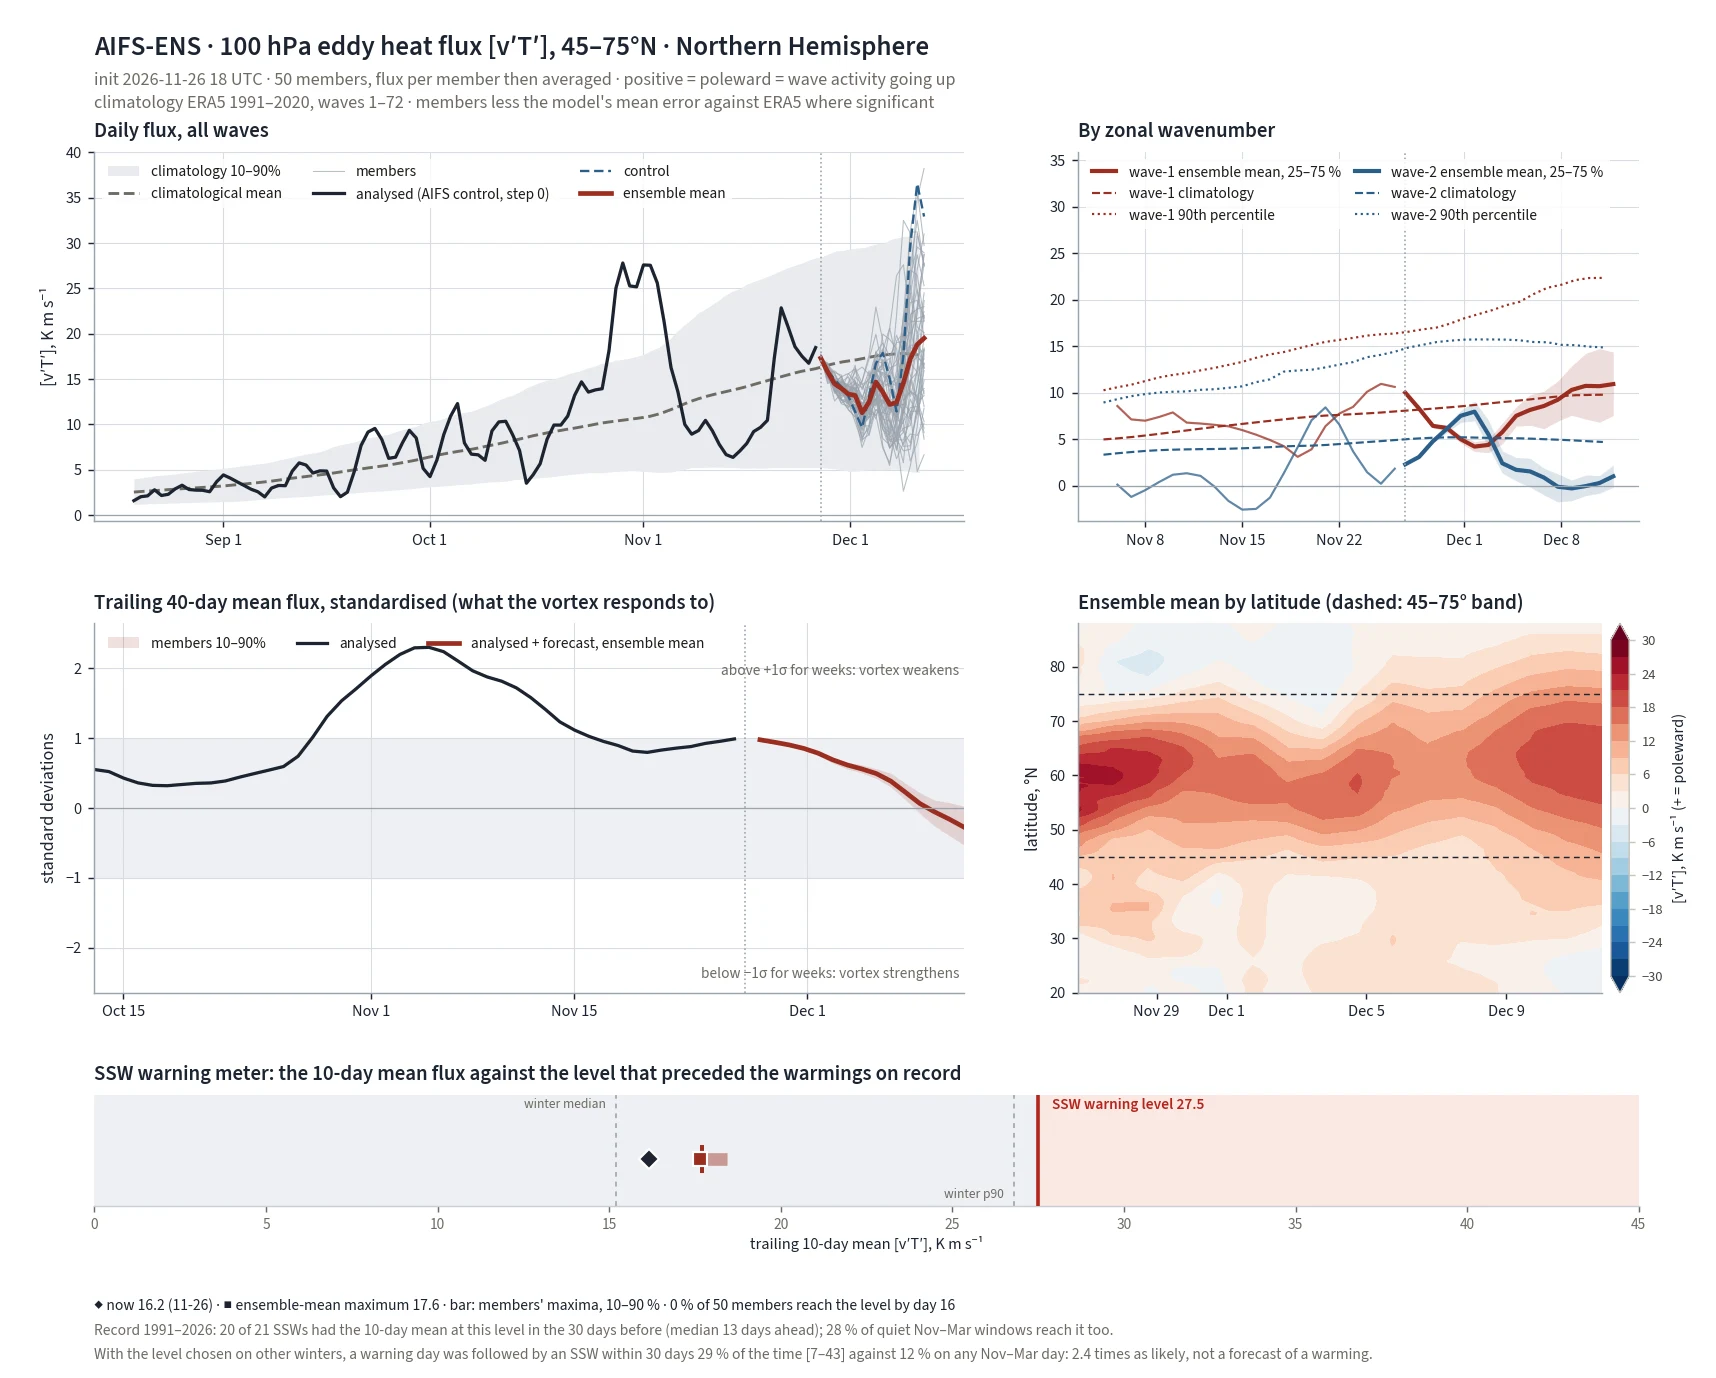 AIFS-ENS · 100 hPa eddy heat flux [v′T′], 45–75°N · Northern Hemisphere
init 2026-11-26 18 UTC · 50 members, flux per member then averaged · positive = poleward = wave activity going up
climatology ERA5 1991–2020, waves 1–72 · members less the model's mean error against ERA5 where significant
Daily flux, all waves
climatology 10–90%
members
control
climatological mean
analysed (AIFS control, step 0)
ensemble mean
40
35
30
25
20
15
10
5
0
[v′T′], K m s⁻¹
Sep 1
Oct 1
Nov 1
Dec 1
By zonal wavenumber
wave-1 ensemble mean, 25–75 %
wave-2 ensemble mean, 25–75 %
wave-1 climatology
wave-2 climatology
wave-1 90th percentile
wave-2 90th percentile
35
30
25
20
15
10
5
0
Nov 8
Nov 15
Nov 22
Dec 1
Dec 8
Trailing 40-day mean flux, standardised (what the vortex responds to)
members 10–90%
analysed
analysed + forecast, ensemble mean
above +1σ for weeks: vortex weakens
below −1σ for weeks: vortex strengthens
2
1
0
−1
−2
standard deviations
Oct 15
Nov 1
Nov 15
Dec 1
Ensemble mean by latitude (dashed: 45–75° band)
80
70
60
50
40
30
20
latitude, °N
Nov 29
Dec 1
Dec 5
Dec 9
30
24
18
12
6
0
−6
−12
−18
−24
−30
[v′T′], K m s⁻¹ (+ = poleward)
SSW warning meter: the 10-day mean flux against the level that preceded the warmings on record
winter median
SSW warning level 27.5
winter p90
0
5
10
15
20
25
30
35
40
45
trailing 10-day mean [v′T′], K m s⁻¹
◆ now 16.2 (11-26) · ■ ensemble-mean maximum 17.6 · bar: members' maxima, 10–90 % · 0 % of 50 members reach the level by day 16
Record 1991–2026: 20 of 21 SSWs had the 10-day mean at this level in the 30 days before (median 13 days ahead); 28 % of quiet Nov–Mar windows reach it too.
With the level chosen on other winters, a warning day was followed by an SSW within 30 days 29 % of the time [7–43] against 12 % on any Nov–Mar day: 2.4 times as likely, not a forecast of a warming.